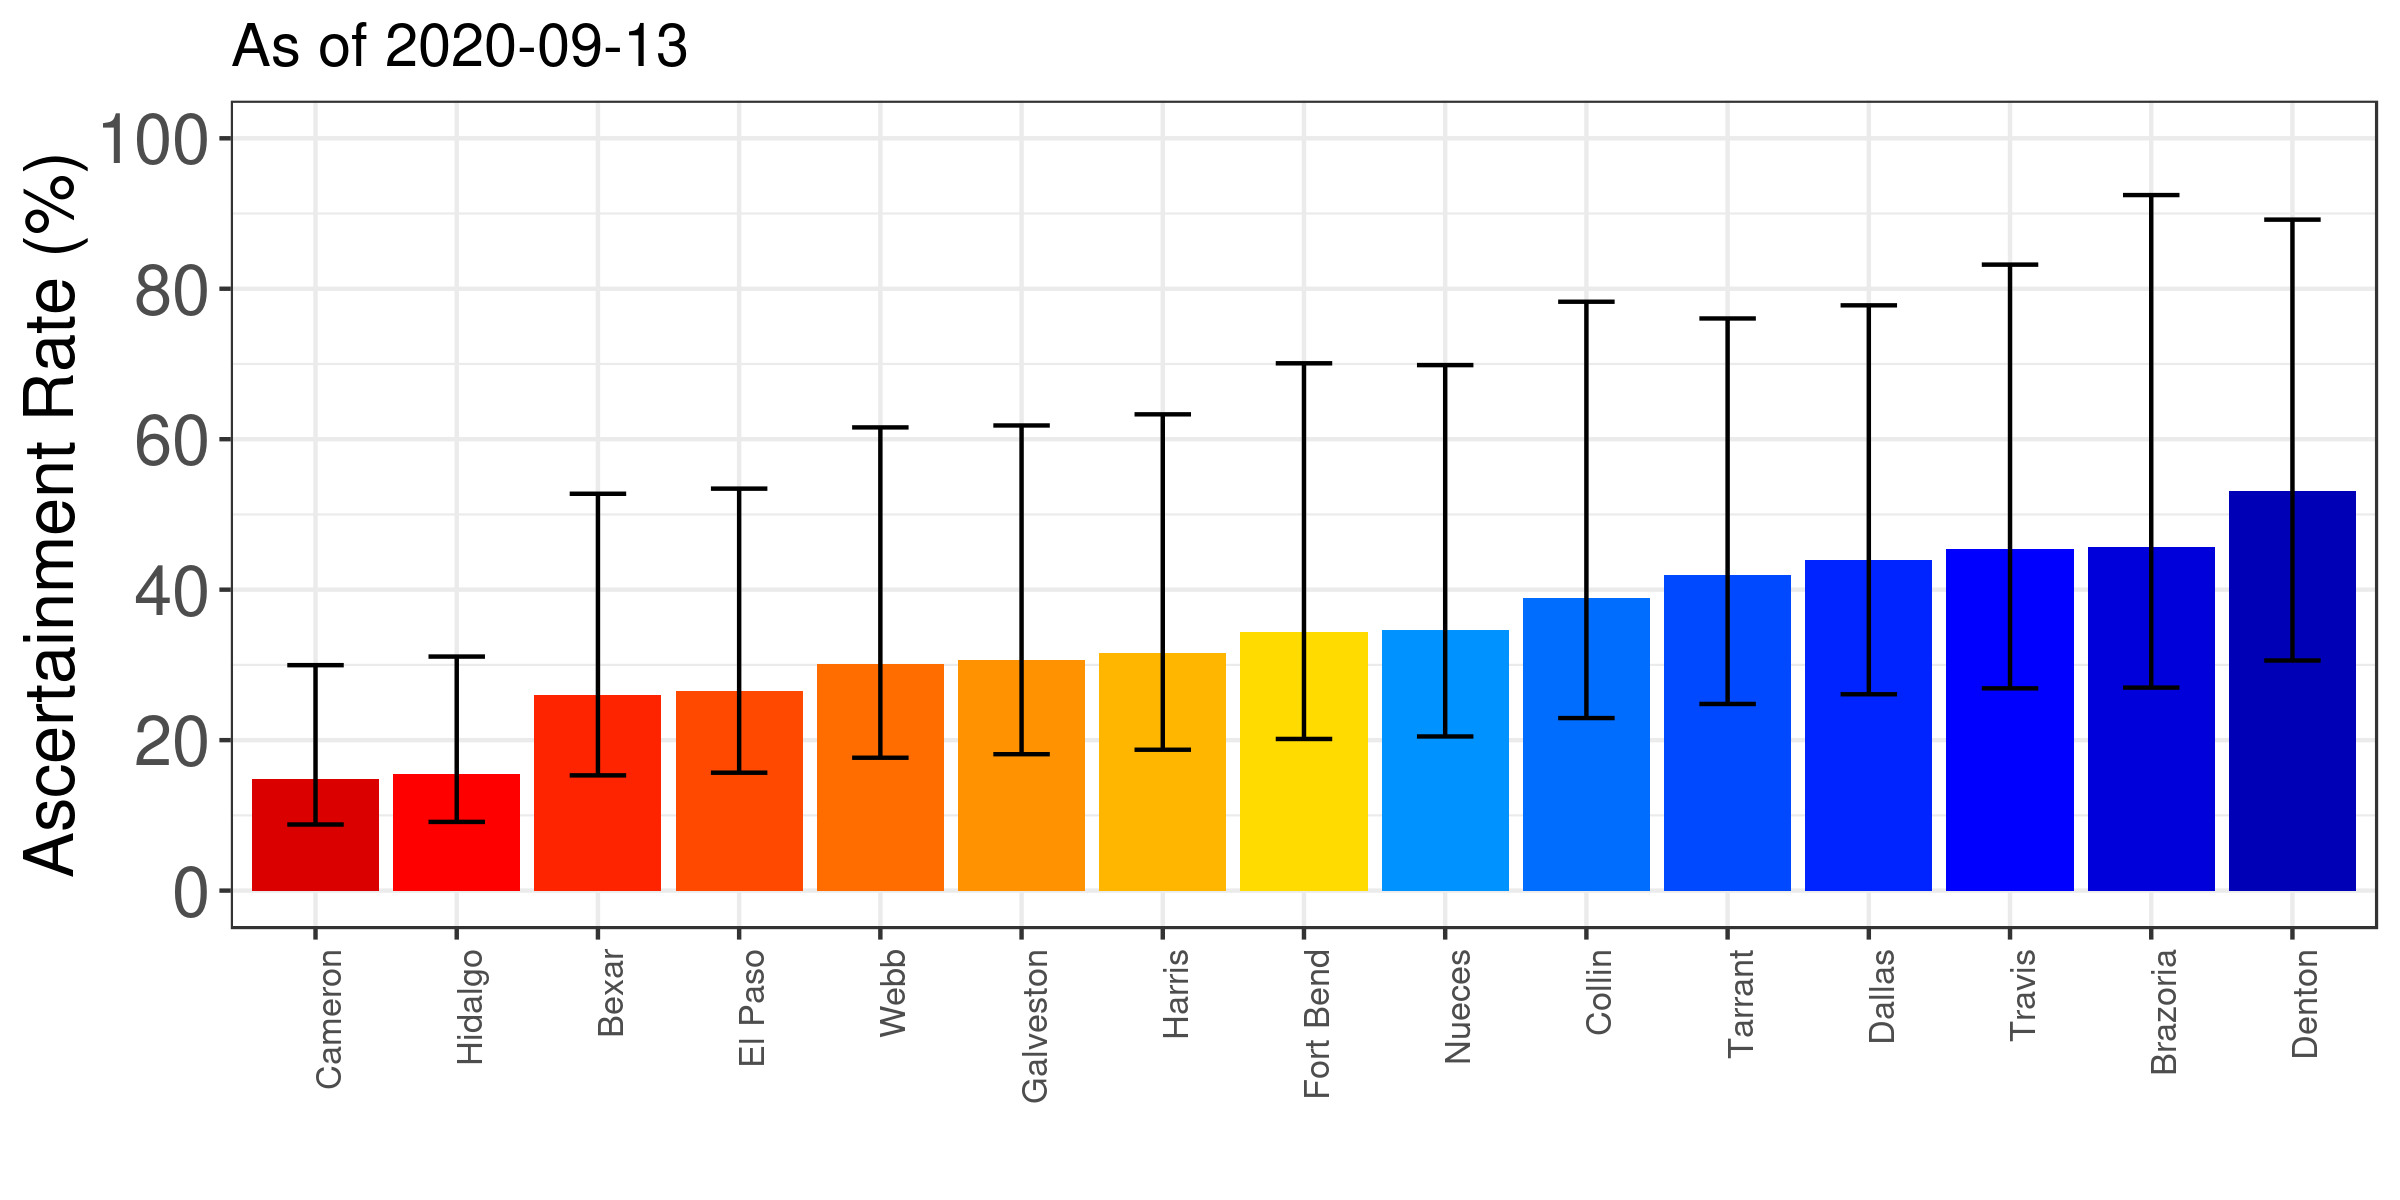 As of 2020-09-13
Ascertainment Rate (%)
100
80
60
40
20
0
Cameron
Hidalgo
Bexar
El Paso
Webb
Galveston
Harris
Fort Bend
Nueces
Collin
Tarrant
Dallas
Travis
Brazoria
Denton